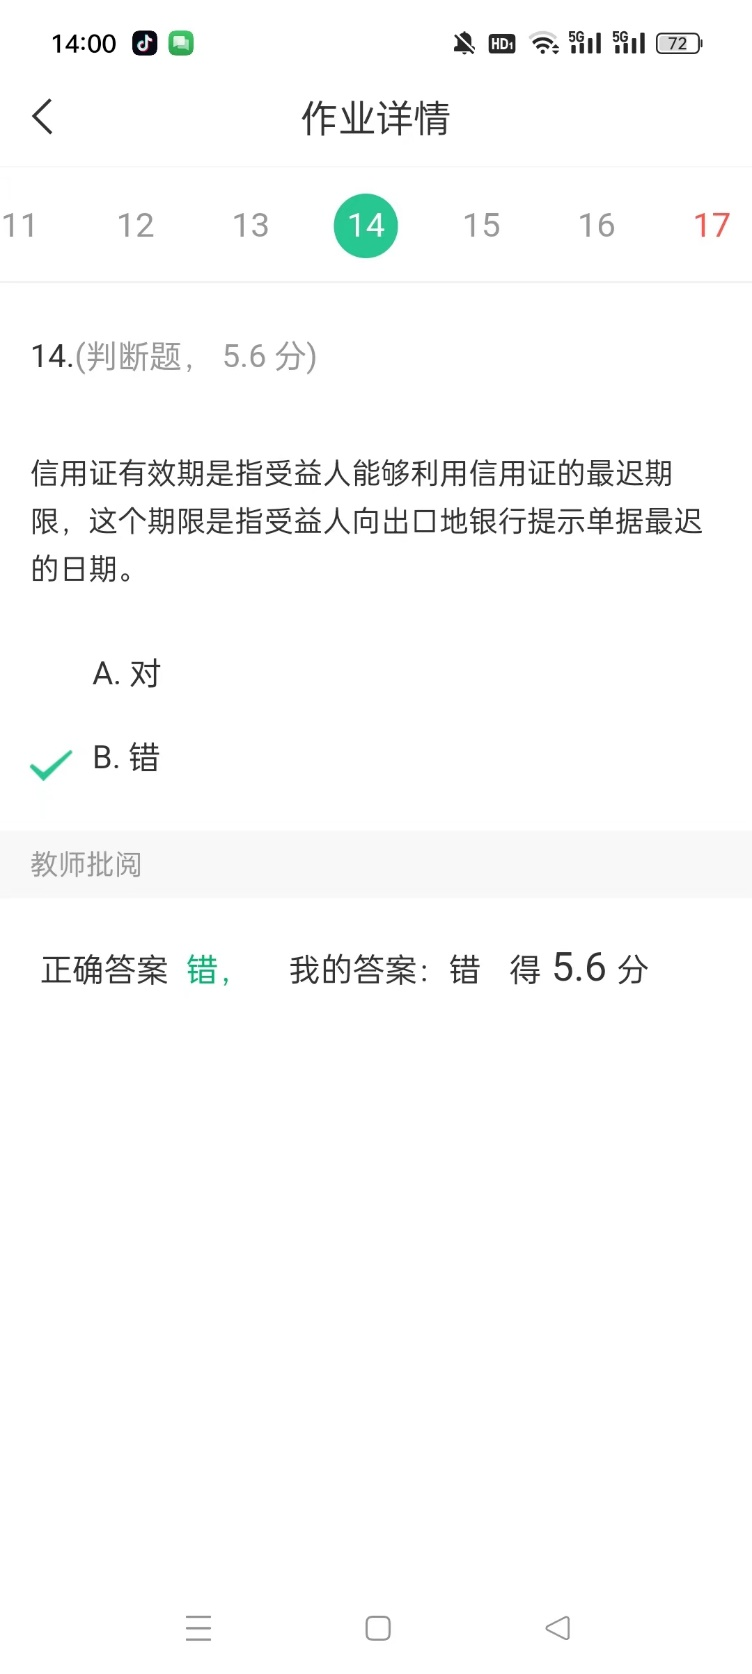 14:00 HD1 5G 5G 72
作业详情
11 12 13 14 15 16 17
14.(判断题， 5.6 分)
信用证有效期是指受益人能够利用信用证的最迟期
限，这个期限是指受益人向出口地银行提示单据最迟
的日期。
A. 对
B. 错
教师批阅
正确答案 错， 我的答案：错 得 5.6 分